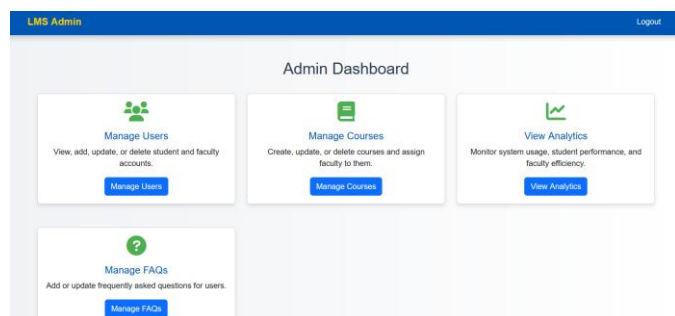 LMS Admin
Logout
Admin Dashboard
Manage Users
View, add, update, or delete student and faculty
accounts.
Manage Users
Manage Courses
Create, update, or delete courses and assign
faculty to them.
Manage Courses
View Analytics
Monitor system usage, student performance, and
faculty efficiency.
View Analytics
?
Manage FAQs
Add or update frequently asked questions for users.
Manage FAQs